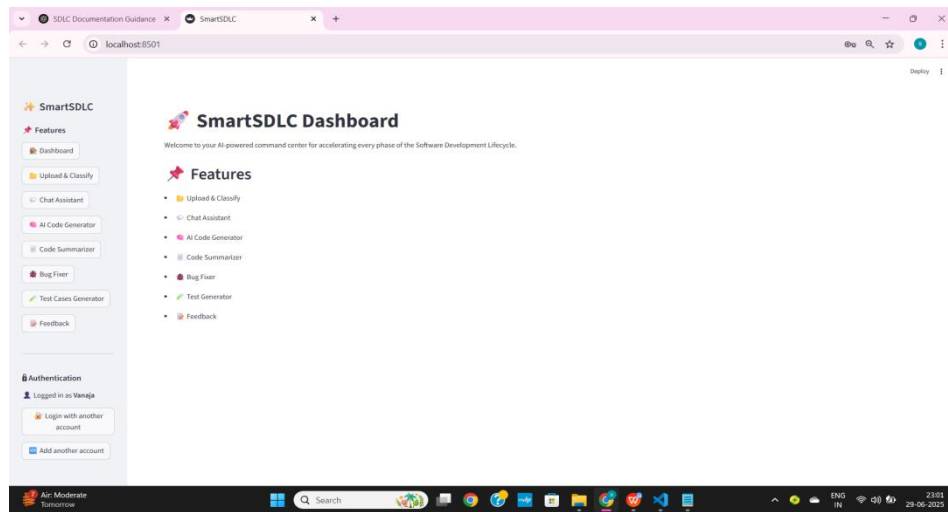 SDLC Documentation Guidance
SmartSDLC
localhost:8501
Deploy
SmartSDLC
Features
Dashboard
Upload & Classify
Chat Assistant
AI Code Generator
Code Summarizer
Bug Fixer
Test Cases Generator
Feedback
Authentication
Logged in as Vanaja
Login with another
account
Add another account
SmartSDLC Dashboard
Welcome to your AI-powered command center for accelerating every phase of the Software Development Lifecycle.
Features
Upload & Classify
Chat Assistant
AI Code Generator
Code Summarizer
Bug Fixer
Test Generator
Feedback
Air: Moderate
Tomorrow
Search
ENG
IN
23:01
29-06-2025